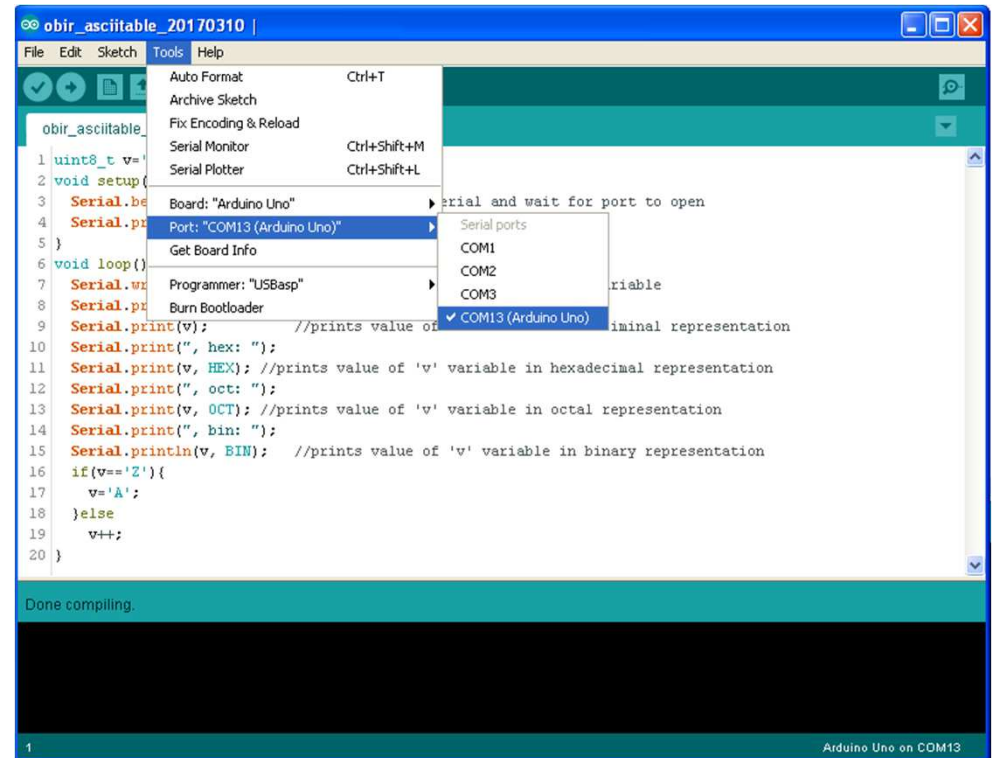 obir_asciitable_20170310 |
File Edit Sketch Tools Help
Auto Format Ctrl+T
Archive Sketch
Fix Encoding & Reload
Serial Monitor Ctrl+Shift+M
Serial Plotter Ctrl+Shift+L
Board: "Arduino Uno"
Port: "COM13 (Arduino Uno)"
Get Board Info
Programmer: "USBasp"
Burn Bootloader
Serial ports
COM1
COM2
COM3
COM13 (Arduino Uno)
obir_asciitable_
1 uint8_t v='
2 void setup(
3 Serial.be erial and wait for port to open
4 Serial.pr
5 }
6 void loop()
7 Serial.wr riable
8 Serial.pr
9 Serial.print(v); //prints value of iminal representation
10 Serial.print(", hex: ");
11 Serial.print(v, HEX); //prints value of 'v' variable in hexadecimal representation
12 Serial.print(", oct: ");
13 Serial.print(v, OCT); //prints value of 'v' variable in octal representation
14 Serial.print(", bin: ");
15 Serial.println(v, BIN); //prints value of 'v' variable in binary representation
16 if(v=='Z'){
17 v='A';
18 }else
19 v++;
20 }
Done compiling.
1 Arduino Uno on COM13